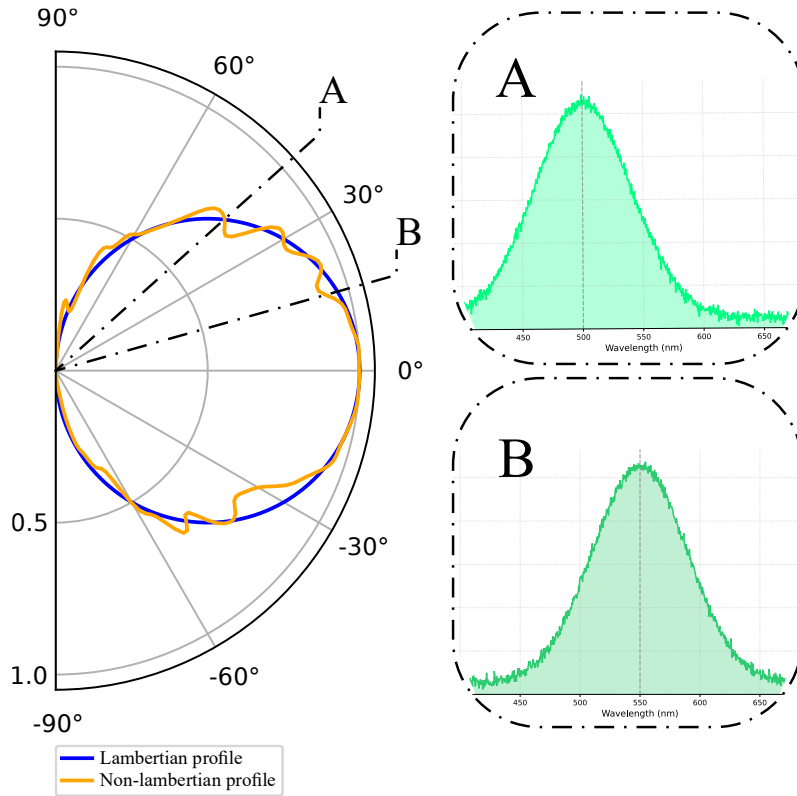 90°
60°
A
30°
B
0°
0.5
-30°
1.0
-60°
-90°
Lambertian profile
Non-lambertian profile
A
450 500 550 600 650
Wavelength (nm)
B
450 500 550 600 650
Wavelength (nm)